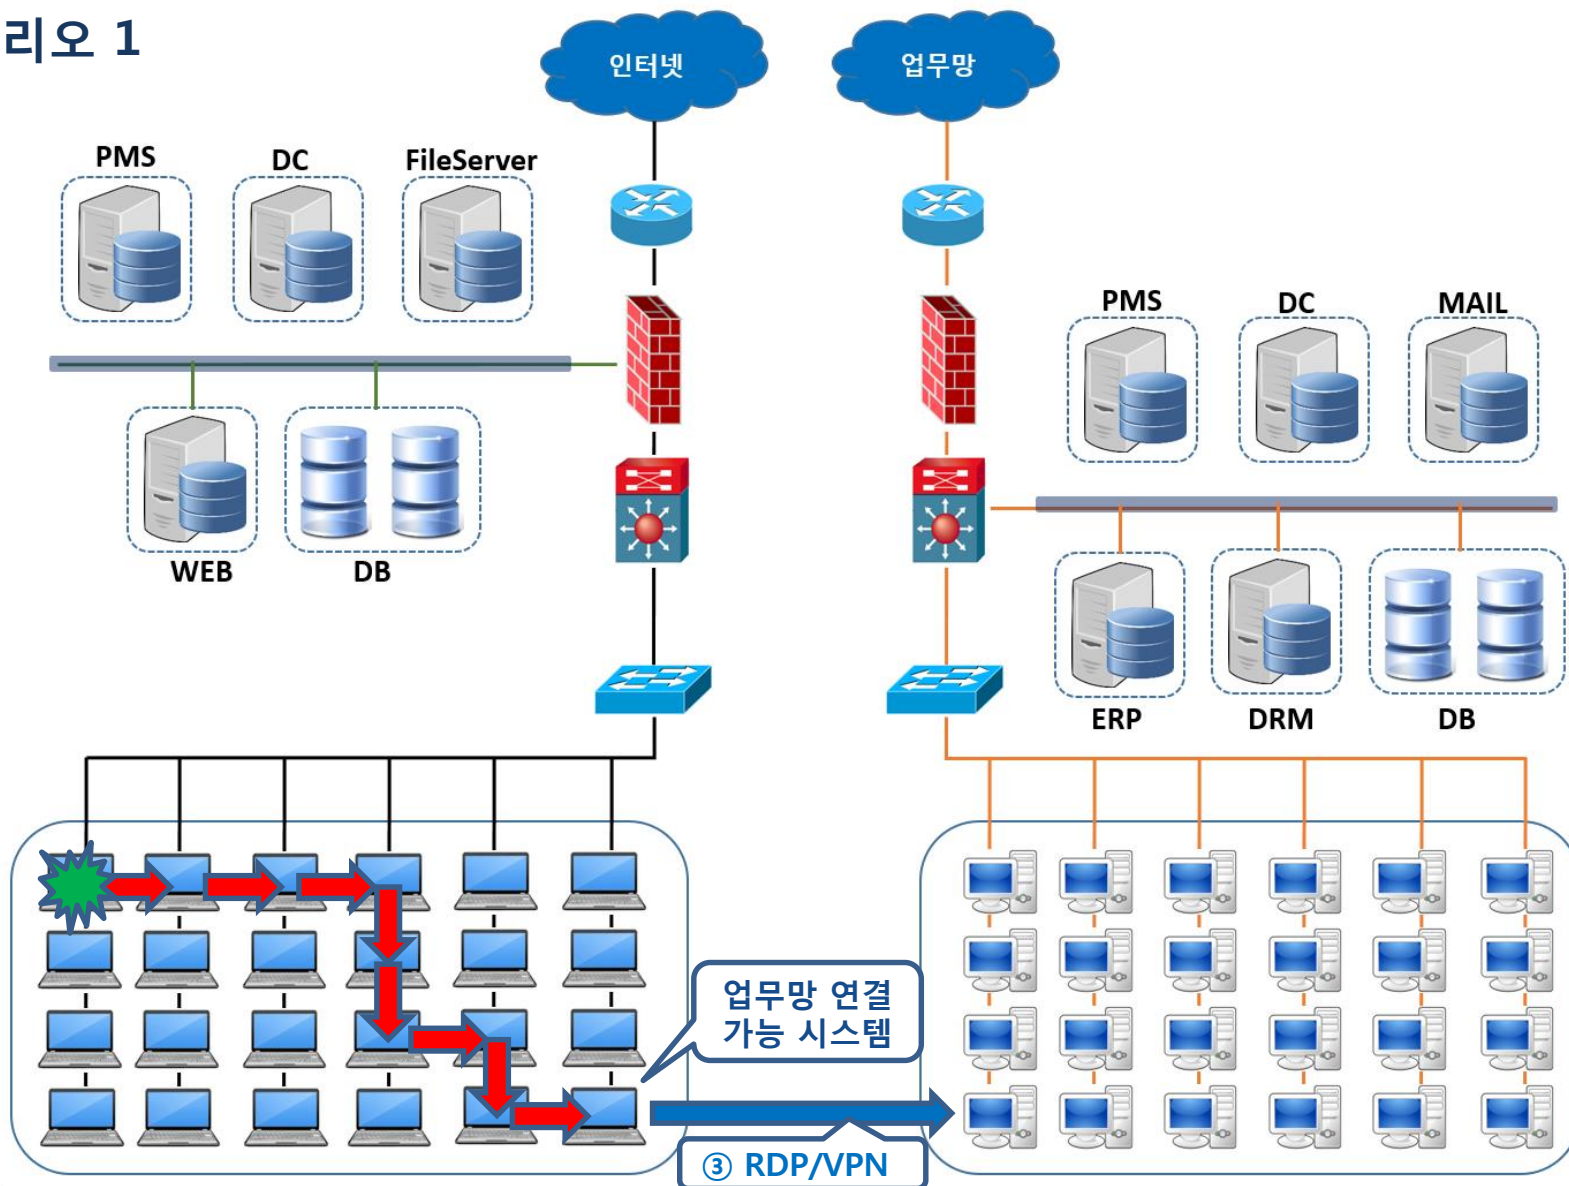 리오 1
인터넷
업무망
PMS
DC
FileServer
PMS
DC
MAIL
WEB
DB
ERP
DRM
DB
업무망 연결
가능 시스템
③ RDP/VPN